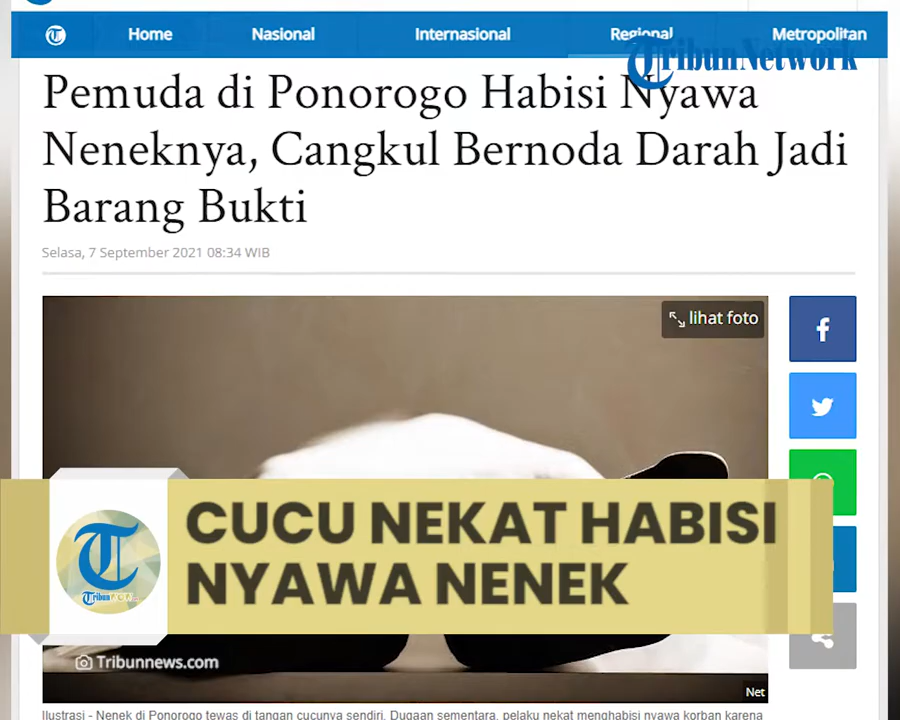 Home Nasional Internasional Regional Metropolitan
TribunNetwork
Pemuda di Ponorogo Habisi Nyawa
Neneknya, Cangkul Bernoda Darah Jadi
Barang Bukti
Selasa, 7 September 2021 08:34 WIB
lihat foto
CUCU NEKAT HABISI
NYAWA NENEK
Tribunnews.com
Net
Ilustrasi - Nenek di Ponorogo tewas di tangan cucunya sendiri. Dugaan sementara, pelaku nekat menghabisi nyawa korban karena